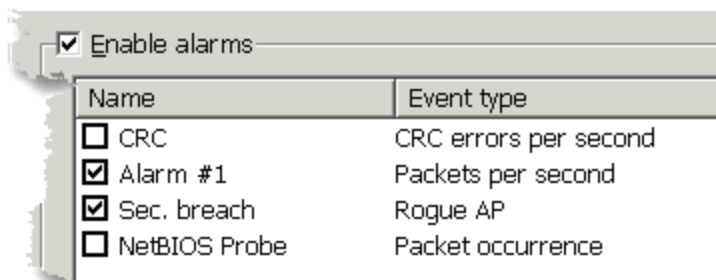 Enable alarms
Name Event type
CRC CRC errors per second
Alarm #1 Packets per second
Sec. breach Rogue AP
NetBIOS Probe Packet occurrence